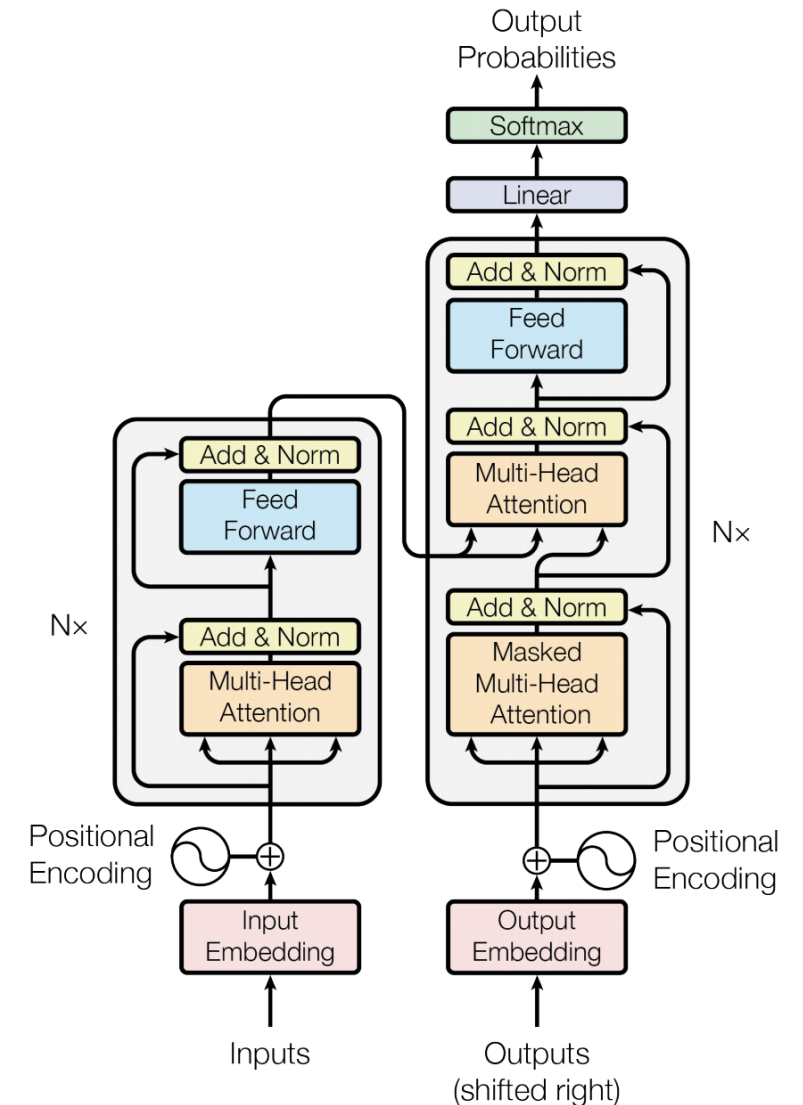 Output
Probabilities
Softmax
Linear
Add & Norm
Feed
Forward
Add & Norm
Multi-Head
Attention
Add & Norm
Masked
Multi-Head
Attention
N×
Add & Norm
Feed
Forward
Add & Norm
Multi-Head
Attention
N×
Positional
Encoding
Positional
Encoding
Input
Embedding
Output
Embedding
Inputs
Outputs
(shifted right)